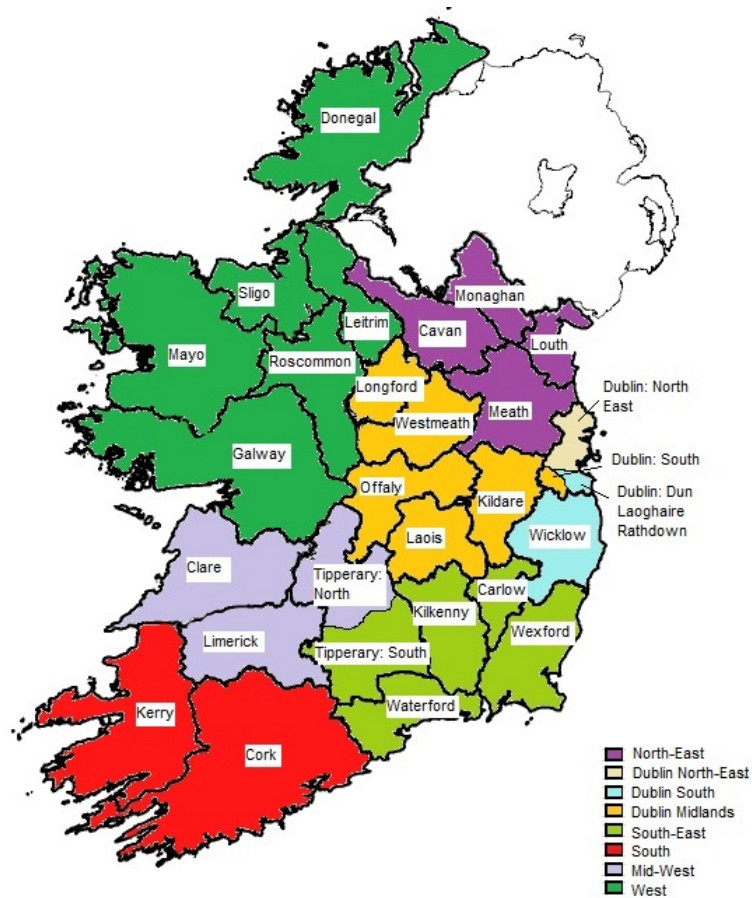 Donegal
Sligo
Monaghan
Leitrim
Cavan
Louth
Mayo
Roscommon
Longford
Dublin: North
East
Meath
Westmeath
Galway
Dublin: South
Offaly
Kildare
Dublin: Dun
Laoghaire
Rathdown
Laois
Wicklow
Clare
Tipperary:
North
Carlow
Kilkenny
Wexford
Limerick
Tipperary: South
Waterford
Kerry
Cork
North-East
Dublin North-East
Dublin South
Dublin Midlands
South-East
South
Mid-West
West